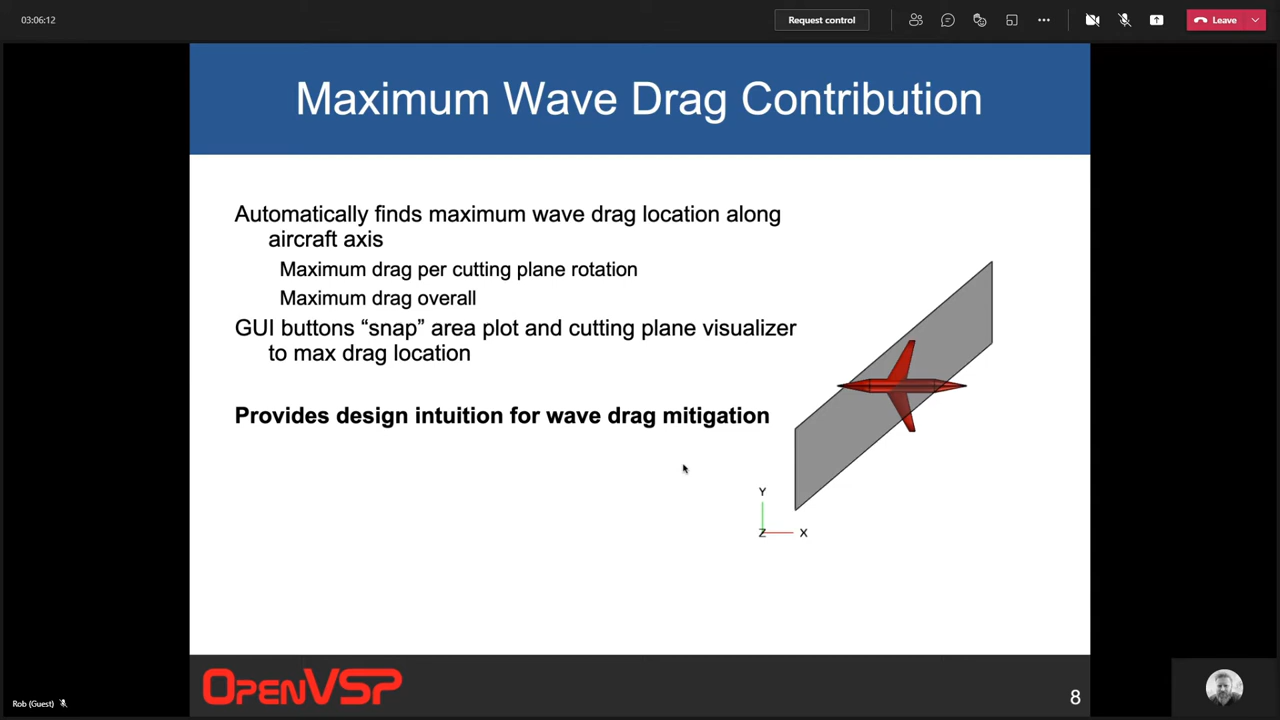 03:06:12
Request control
Leave
Maximum Wave Drag Contribution
Automatically finds maximum wave drag location along
aircraft axis
Maximum drag per cutting plane rotation
Maximum drag overall
GUI buttons “snap” area plot and cutting plane visualizer
to max drag location
Provides design intuition for wave drag mitigation
Y
Z
X
OpenVSP
8
Rob (Guest)